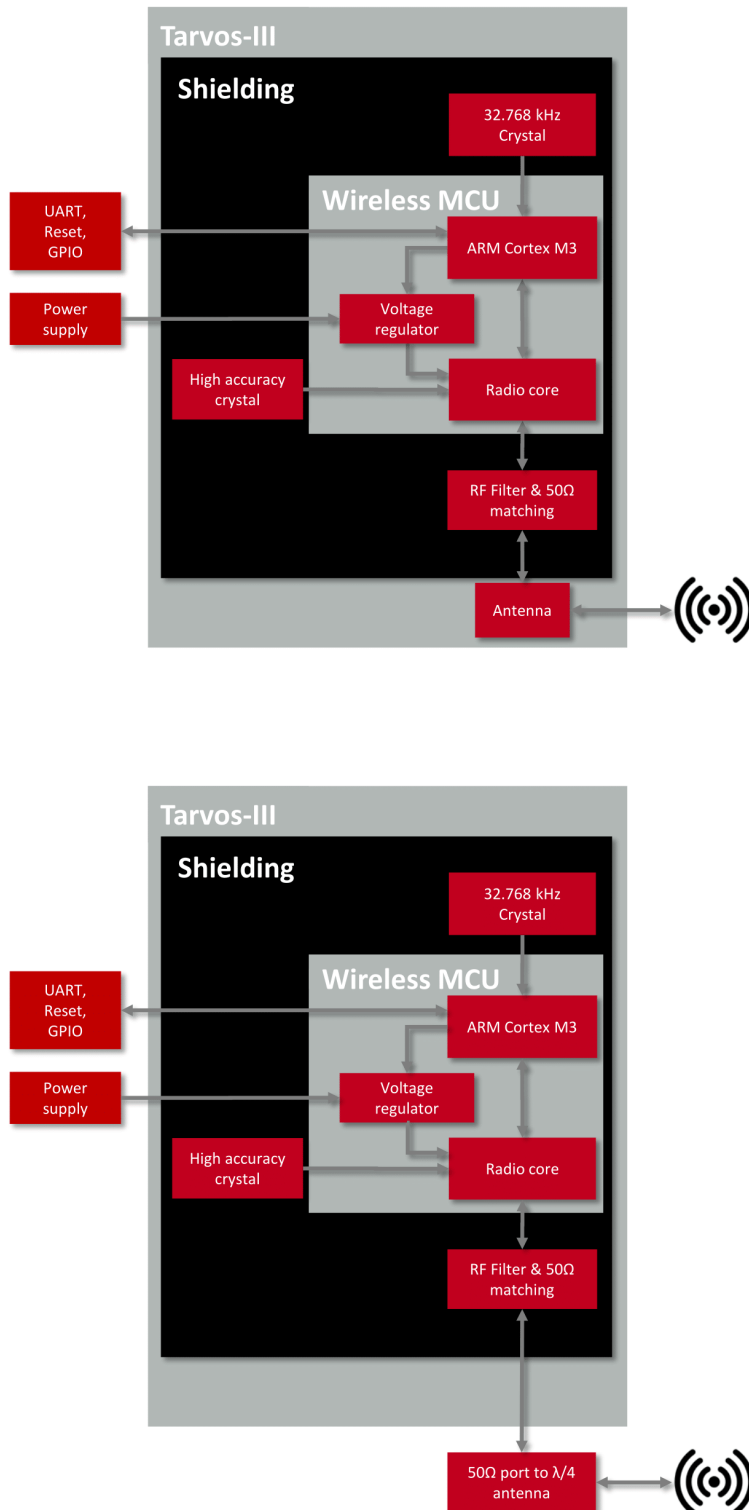 Tarvos-III
Shielding
32.768 kHz
Crystal
Wireless MCU
UART,
Reset,
GPIO
ARM Cortex M3
Power
supply
Voltage
regulator
High accuracy
crystal
Radio core
RF Filter & 50Ω
matching
Antenna
Tarvos-III
Shielding
32.768 kHz
Crystal
Wireless MCU
UART,
Reset,
GPIO
ARM Cortex M3
Power
supply
Voltage
regulator
High accuracy
crystal
Radio core
RF Filter & 50Ω
matching
50Ω port to λ/4
antenna